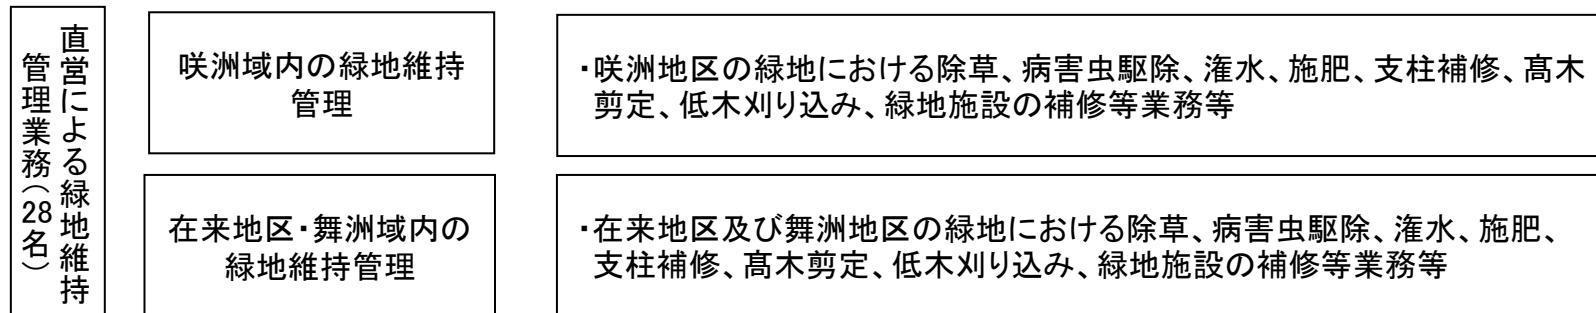 直営による緑地維持
管理業務（28名）
咲洲域内の緑地維持
管理
・咲洲地区の緑地における除草、病害虫駆除、潅水、施肥、支柱補修、髙木
剪定、低木刈り込み、緑地施設の補修等業務等
在来地区・舞洲域内の
緑地維持管理
・在来地区及び舞洲地区の緑地における除草、病害虫駆除、潅水、施肥、
支柱補修、髙木剪定、低木刈り込み、緑地施設の補修等業務等